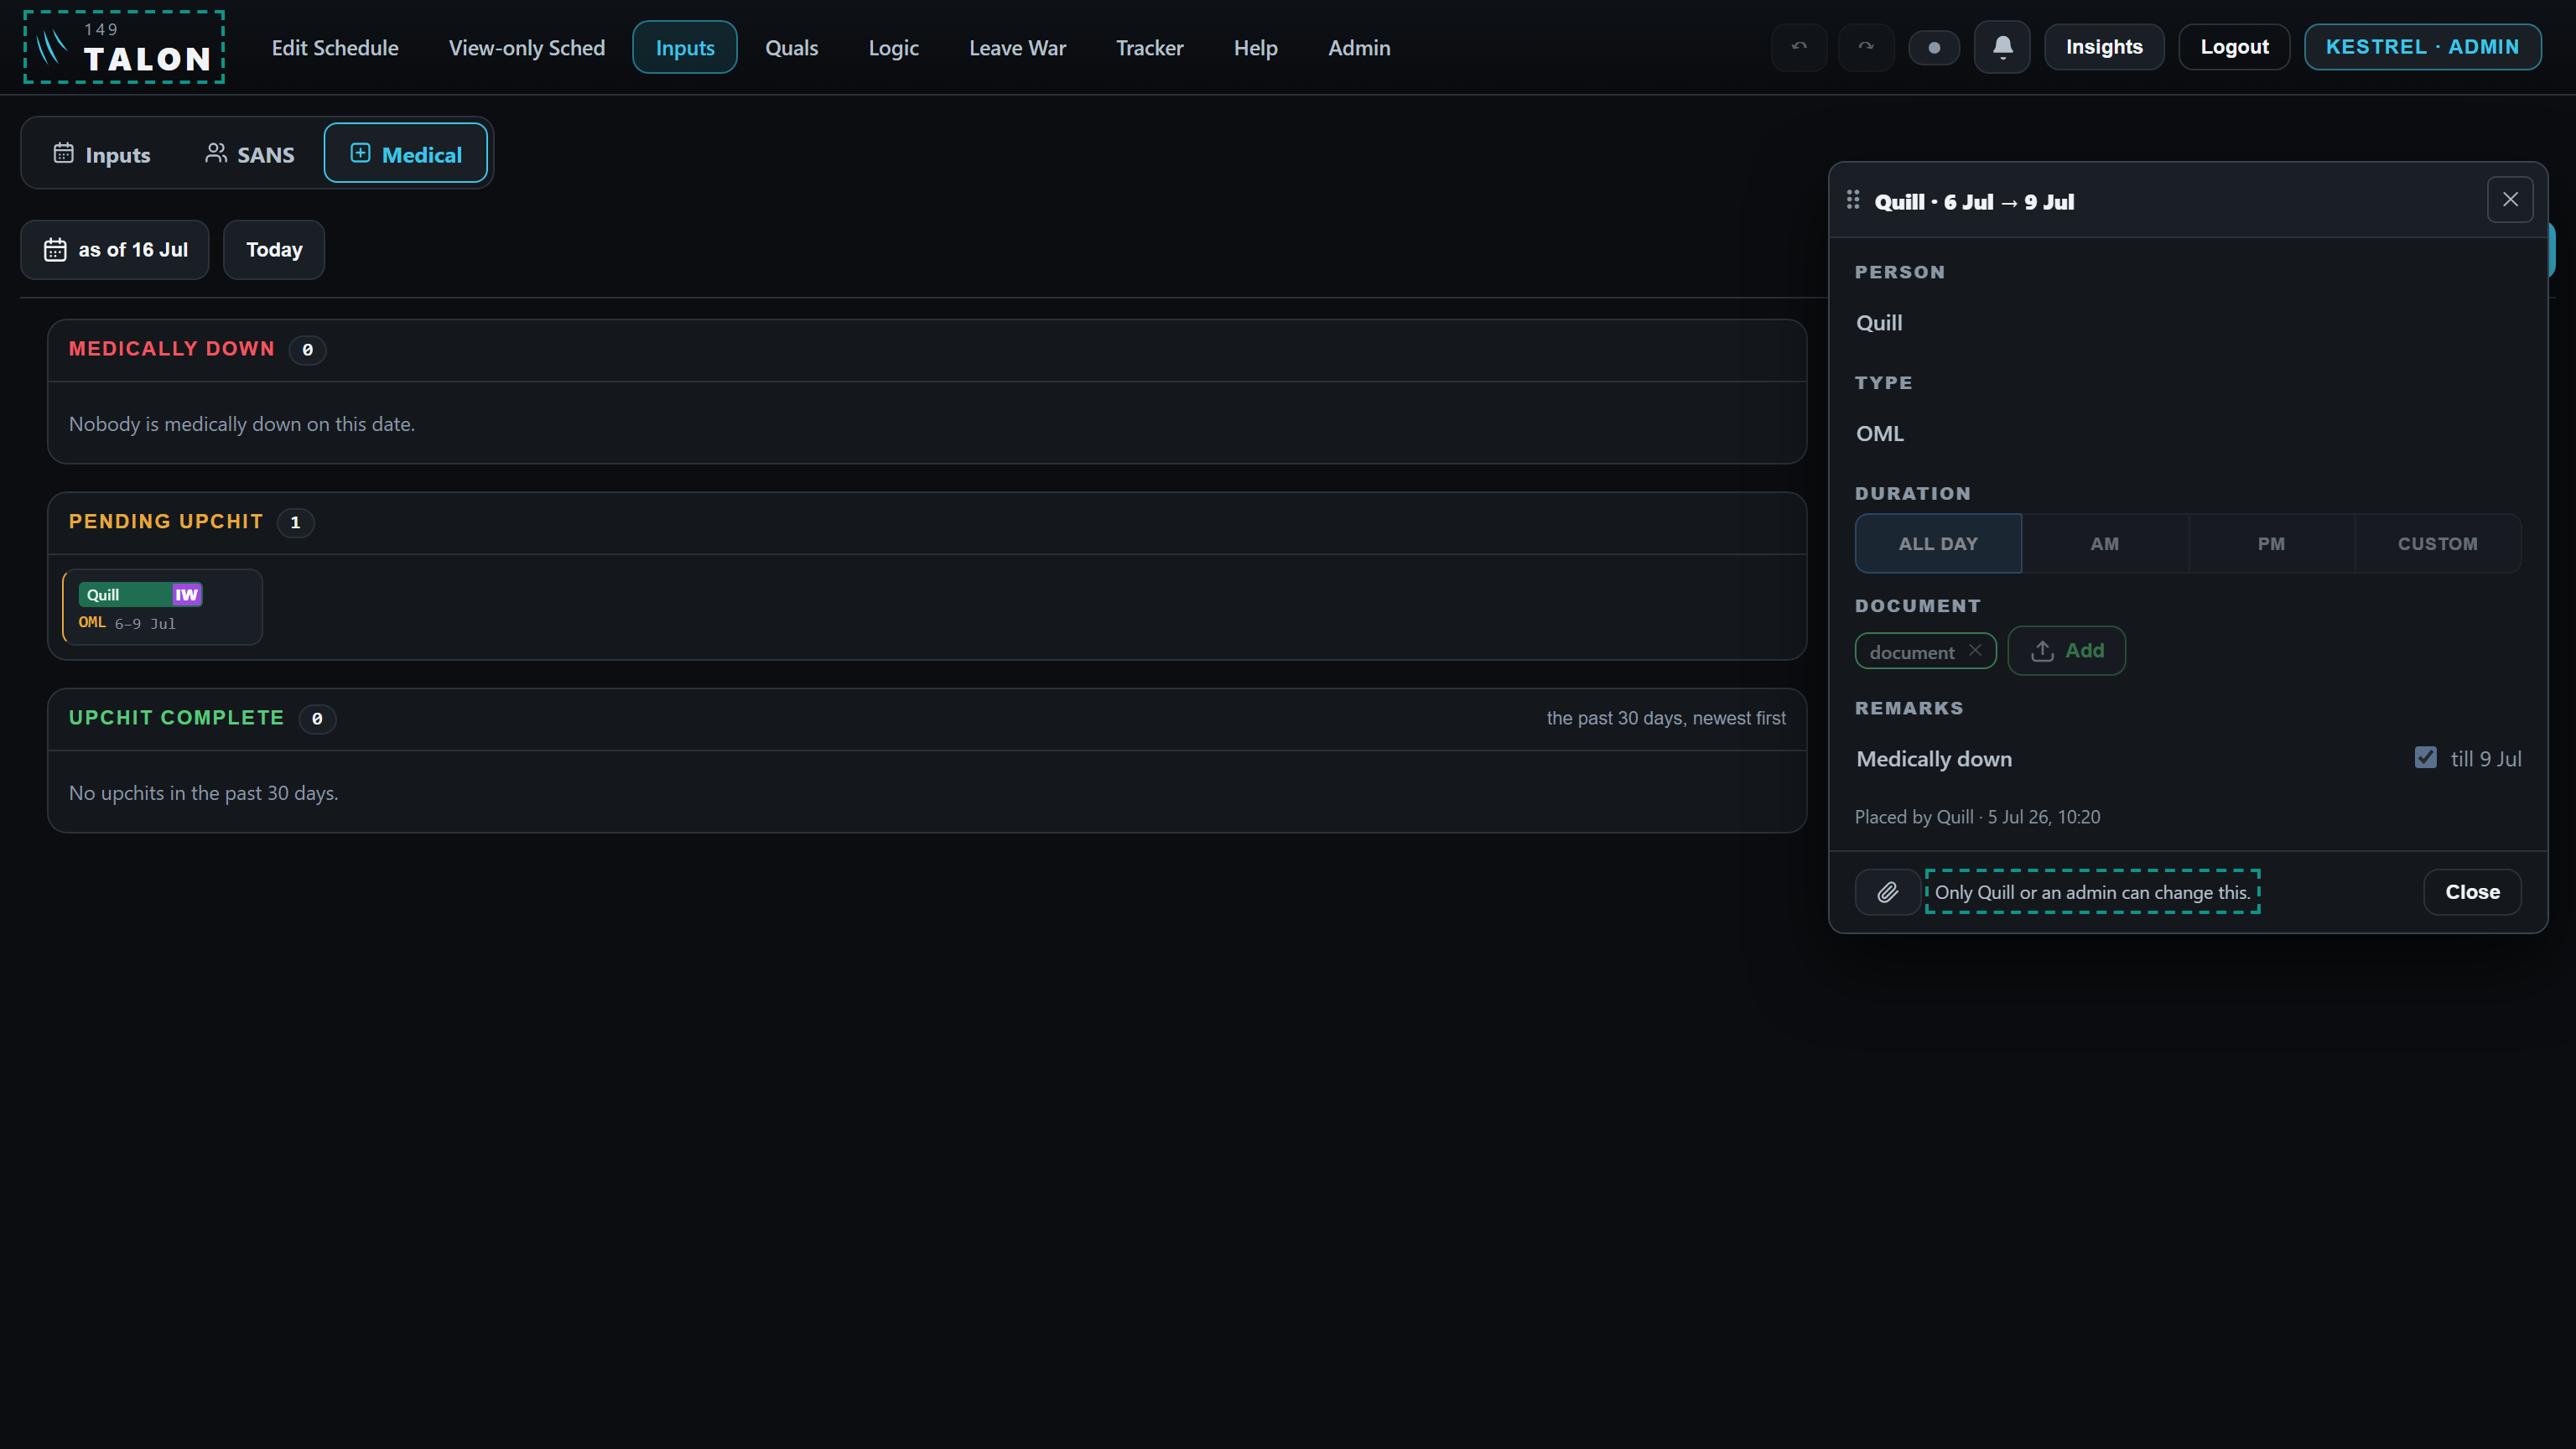 149
TALON
Edit Schedule
View-only Sched
Inputs
Quals
Logic
Leave War
Tracker
Help
Admin
Insights
Logout
KESTREL · ADMIN
Inputs
SANS
Medical
as of 16 Jul
Today
MEDICALLY DOWN 0
Nobody is medically down on this date.
PENDING UPCHIT 1
Quill IW
OML 6–9 Jul
UPCHIT COMPLETE 0
the past 30 days, newest first
No upchits in the past 30 days.
Quill · 6 Jul → 9 Jul
PERSON
Quill
TYPE
OML
DURATION
ALL DAY
AM
PM
CUSTOM
DOCUMENT
document
Add
REMARKS
Medically down
till 9 Jul
Placed by Quill · 5 Jul 26, 10:20
Only Quill or an admin can change this.
Close